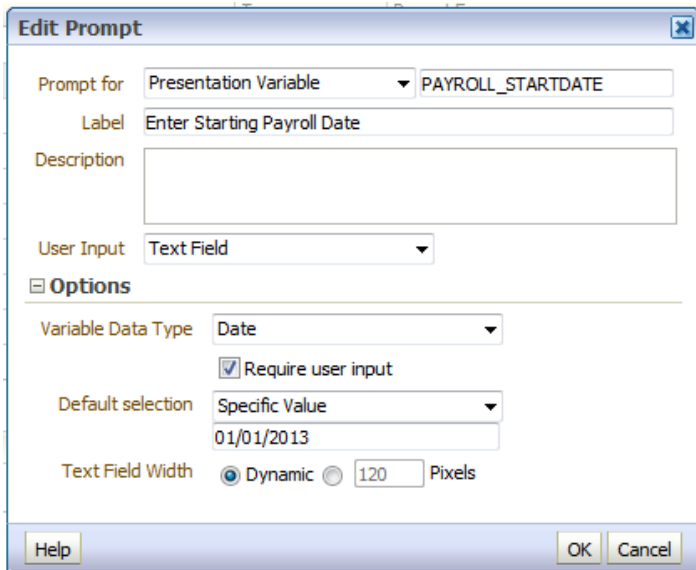 Edit Prompt
Prompt for Presentation Variable PAYROLL_STARTDATE
Label Enter Starting Payroll Date
Description
User Input Text Field
Options
Variable Data Type Date
Require user input
Default selection Specific Value
01/01/2013
Text Field Width Dynamic 120 Pixels
Help OK Cancel